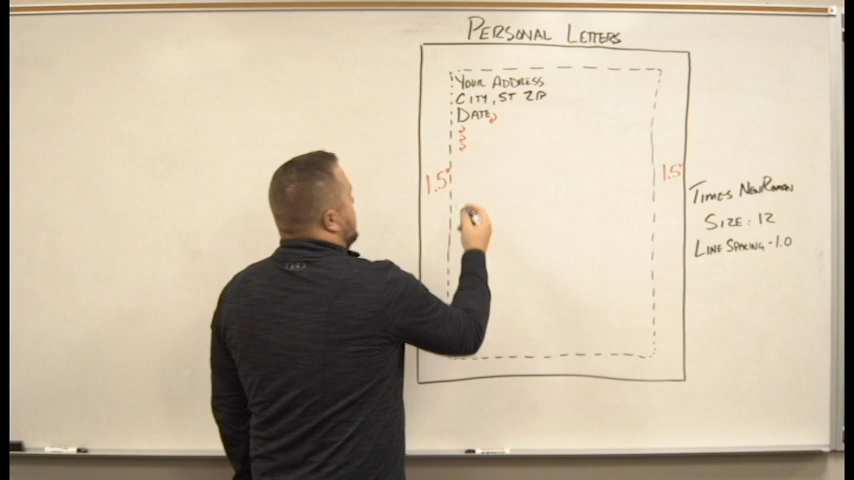 PERSONAL LETTERS
YOUR ADDRESS
CITY, ST ZIP
DATE
1.5"
1.5"
TIMES NEW ROMAN
SIZE: 12
LINE SPACING - 1.0